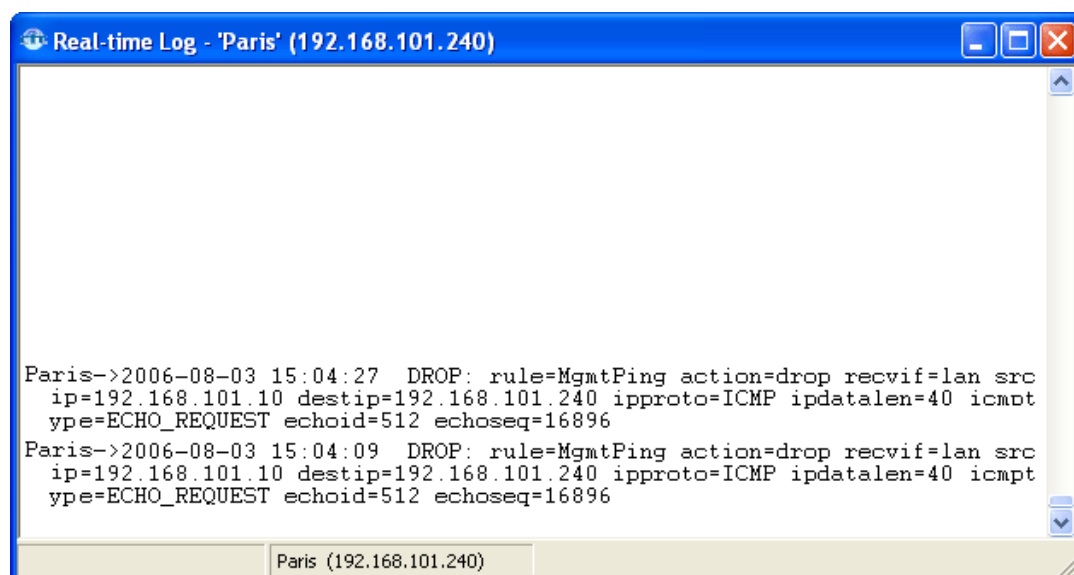 Real-time Log - 'Paris' (192.168.101.240)
Paris->2006-08-03 15:04:27  DROP: rule=MgmtPing action=drop recvif=lan src
ip=192.168.101.10 destip=192.168.101.240 ipproto=ICMP ipdatalen=40 icmpt
ype=ECHO_REQUEST echoid=512 echoseq=16896
Paris->2006-08-03 15:04:09  DROP: rule=MgmtPing action=drop recvif=lan src
ip=192.168.101.10 destip=192.168.101.240 ipproto=ICMP ipdatalen=40 icmpt
ype=ECHO_REQUEST echoid=512 echoseq=16896
Paris (192.168.101.240)